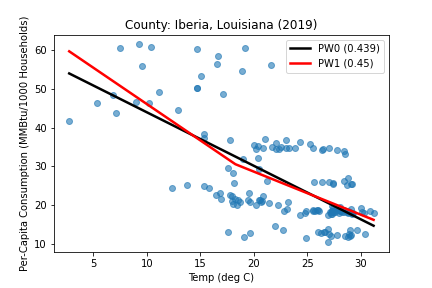 County: Iberia, Louisiana (2019)
Per-Capita Consumption (MMBtu/1000 Households)
60
50
40
30
20
10
PW0 (0.439)
PW1 (0.45)
5 10 15 20 25 30
Temp (deg C)